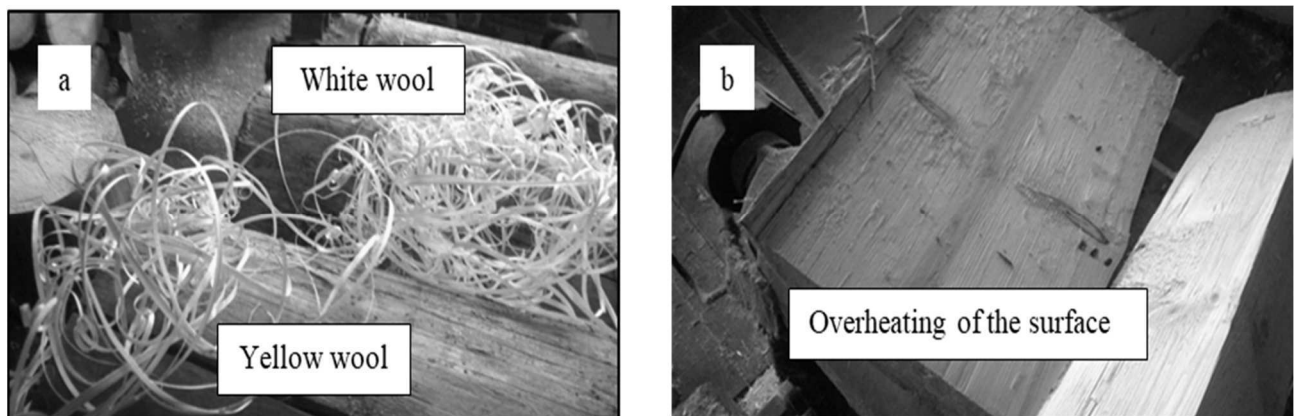 a
White wool
Yellow wool
b
Overheating of the surface